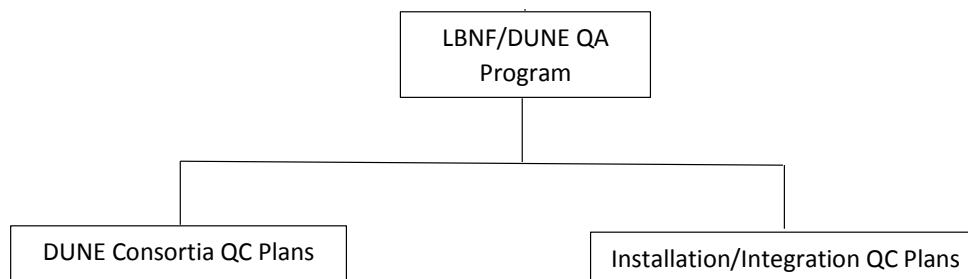 LBNF/DUNE QA
Program
DUNE Consortia QC Plans
Installation/Integration QC Plans